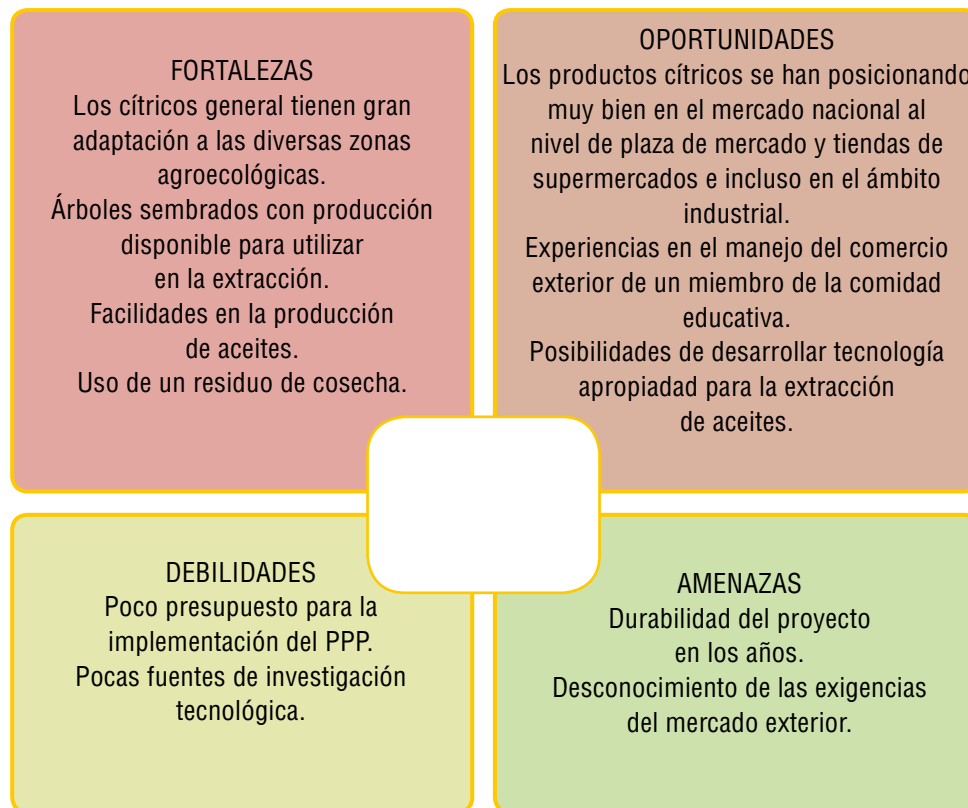 FORTALEZAS
Los cítricos general tienen gran
adaptación a las diversas zonas
agroecológicas.
Árboles sembrados con producción
disponible para utilizar
en la extracción.
Facilidades en la producción
de aceites.
Uso de un residuo de cosecha.
OPORTUNIDADES
Los productos cítricos se han posicionando
muy bien en el mercado nacional al
nivel de plaza de mercado y tiendas de
supermercados e incluso en el ámbito
industrial.
Experiencias en el manejo del comercio
exterior de un miembro de la comidad
educativa.
Posibilidades de desarrollar tecnología
apropiadad para la extracción
de aceites.
DEBILIDADES
Poco presupuesto para la
implementación del PPP.
Pocas fuentes de investigación
tecnológica.
AMENAZAS
Durabilidad del proyecto
en los años.
Desconocimiento de las exigencias
del mercado exterior.